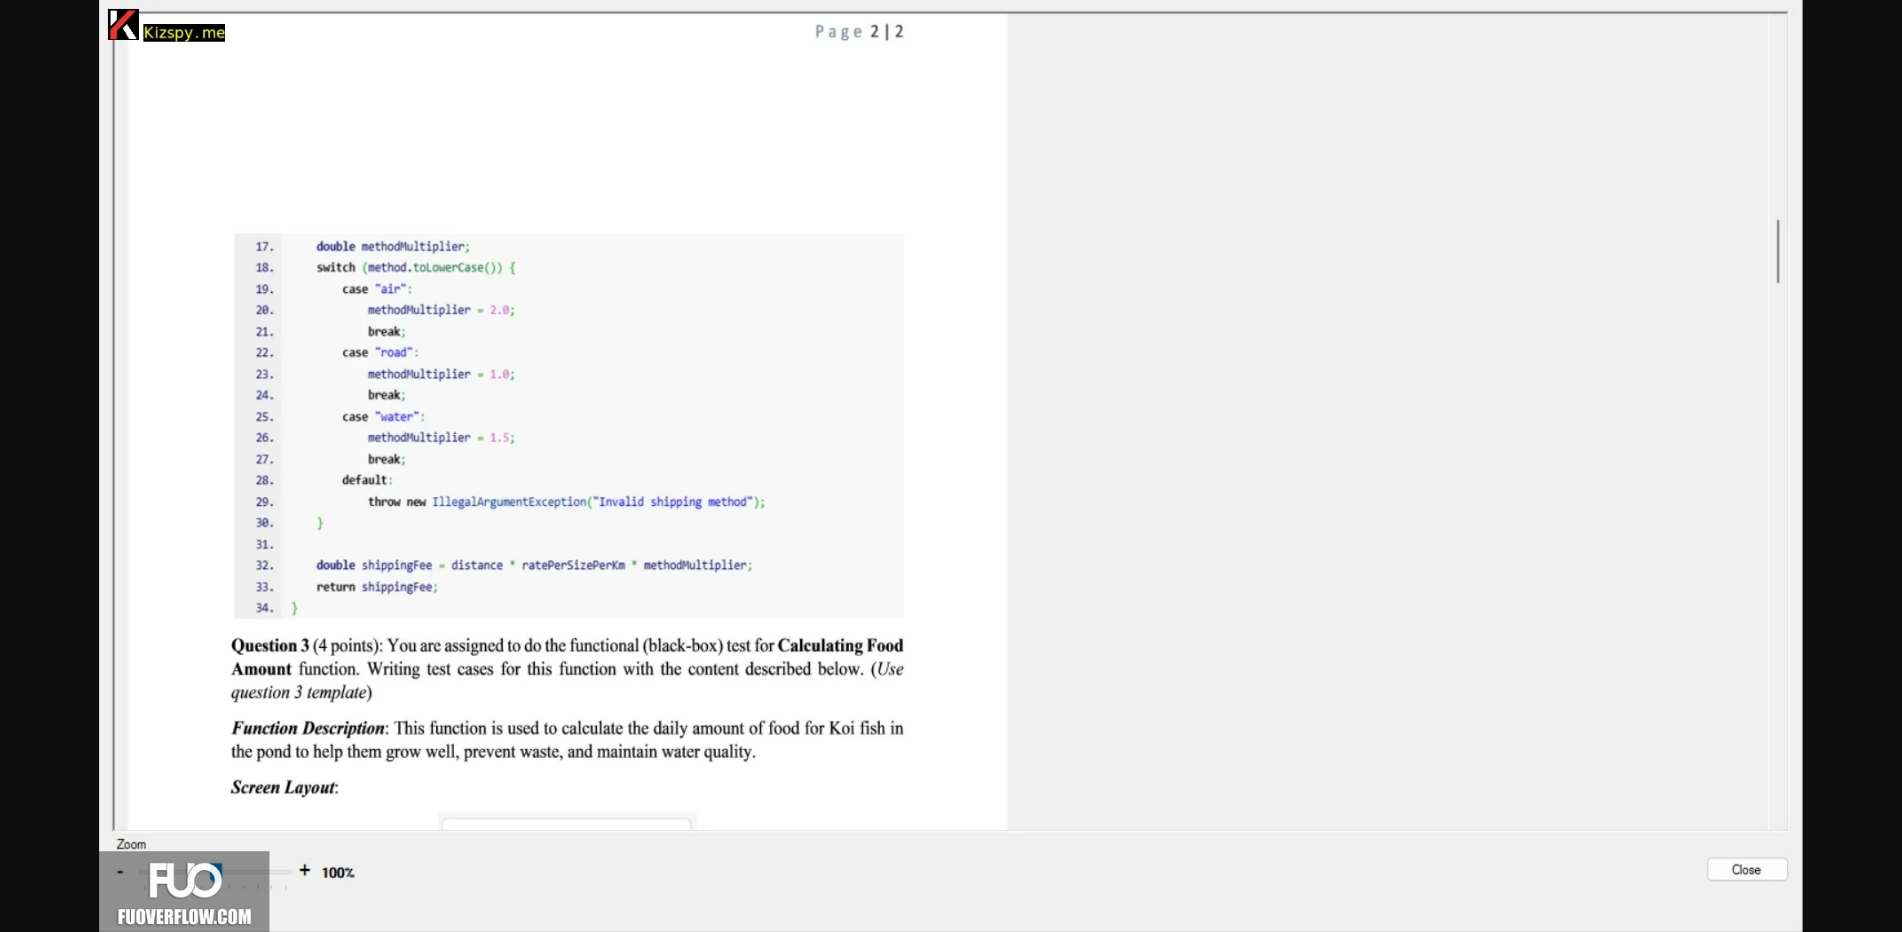 Kizspy.me
Page 2|2
17. double methodMultiplier;
18. switch (method.toLowerCase()) {
19. case "air":
20. methodMultiplier = 2.0;
21. break;
22. case "road":
23. methodMultiplier = 1.0;
24. break;
25. case "water":
26. methodMultiplier = 1.5;
27. break;
28. default:
29. throw new IllegalArgumentException("Invalid shipping method");
30. }
31.
32. double shippingFee = distance * ratePerSizePerKm * methodMultiplier;
33. return shippingFee;
34. }
Question 3 (4 points): You are assigned to do the functional (black-box) test for Calculating Food
Amount function. Writing test cases for this function with the content described below. (Use
question 3 template)
Function Description: This function is used to calculate the daily amount of food for Koi fish in
the pond to help them grow well, prevent waste, and maintain water quality.
Screen Layout:
Zoom
- + 100%
Close
FUO
FUOVERFLOW.COM